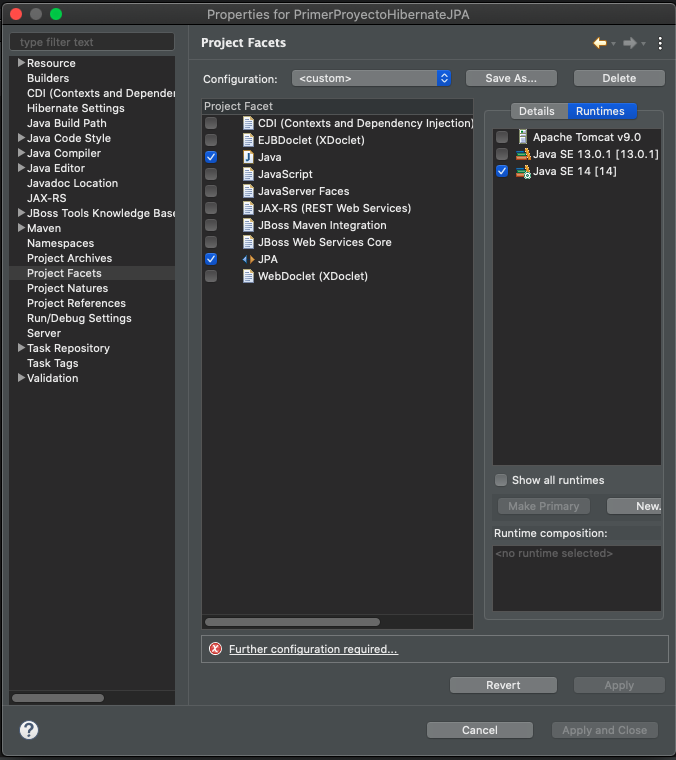 Properties for PrimerProyectoHibernateJPA
type filter text
Resource
Builders
CDI (Contexts and Depender
Hibernate Settings
Java Build Path
Java Code Style
Java Compiler
Java Editor
Javadoc Location
JAX-RS
JBoss Tools Knowledge Base
Maven
Namespaces
Project Archives
Project Facets
Project Natures
Project References
Run/Debug Settings
Server
Task Repository
Task Tags
Validation
Project Facets
Configuration:
<custom>
Save As...
Delete
Project Facet
CDI (Contexts and Dependency Injection)
EJBDoclet (XDoclet)
Java
JavaScript
JavaServer Faces
JAX-RS (REST Web Services)
JBoss Maven Integration
JBoss Web Services Core
JPA
WebDoclet (XDoclet)
Details
Runtimes
Apache Tomcat v9.0
Java SE 13.0.1 [13.0.1]
Java SE 14 [14]
Show all runtimes
Make Primary
New.
Runtime composition:
<no runtime selected>
Further configuration required...
Revert
Apply
?
Cancel
Apply and Close